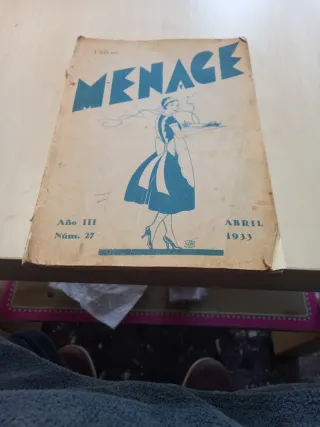 MENAGE
Año III
Núm. 27
ABRIL
1933